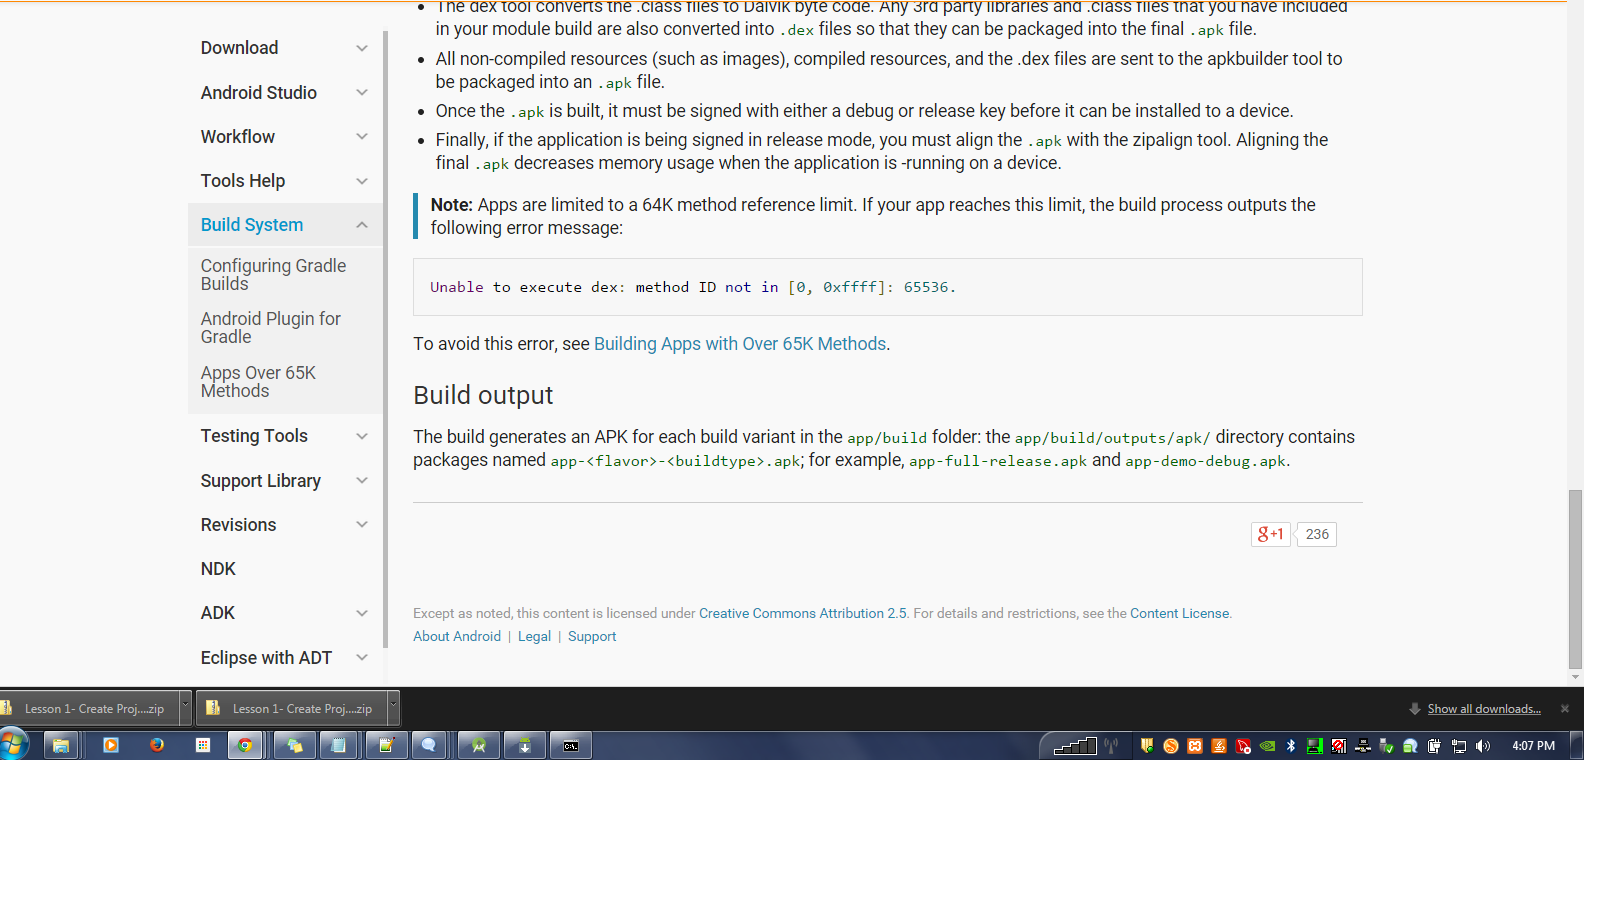 Download
Android Studio
Workflow
Tools Help
Build System
Configuring Gradle
Builds
Android Plugin for
Gradle
Apps Over 65K
Methods
Testing Tools
Support Library
Revisions
NDK
ADK
Eclipse with ADT
The dex tool converts the .class files to Dalvik byte code. Any 3rd party libraries and .class files that you have included
in your module build are also converted into .dex files so that they can be packaged into the final .apk file.
All non-compiled resources (such as images), compiled resources, and the .dex files are sent to the apkbuilder tool to
be packaged into an .apk file.
Once the .apk is built, it must be signed with either a debug or release key before it can be installed to a device.
Finally, if the application is being signed in release mode, you must align the .apk with the zipalign tool. Aligning the
final .apk decreases memory usage when the application is -running on a device.
Note: Apps are limited to a 64K method reference limit. If your app reaches this limit, the build process outputs the
following error message:
Unable to execute dex: method ID not in [0, 0xffff]: 65536.
To avoid this error, see Building Apps with Over 65K Methods.
Build output
The build generates an APK for each build variant in the app/build folder: the app/build/outputs/apk/ directory contains
packages named app-<flavor>-<buildtype>.apk; for example, app-full-release.apk and app-demo-debug.apk.
g+1 236
Except as noted, this content is licensed under Creative Commons Attribution 2.5. For details and restrictions, see the Content License.
About Android | Legal | Support
Lesson 1- Create Proj....zip
Lesson 1- Create Proj....zip
Show all downloads...
4:07 PM